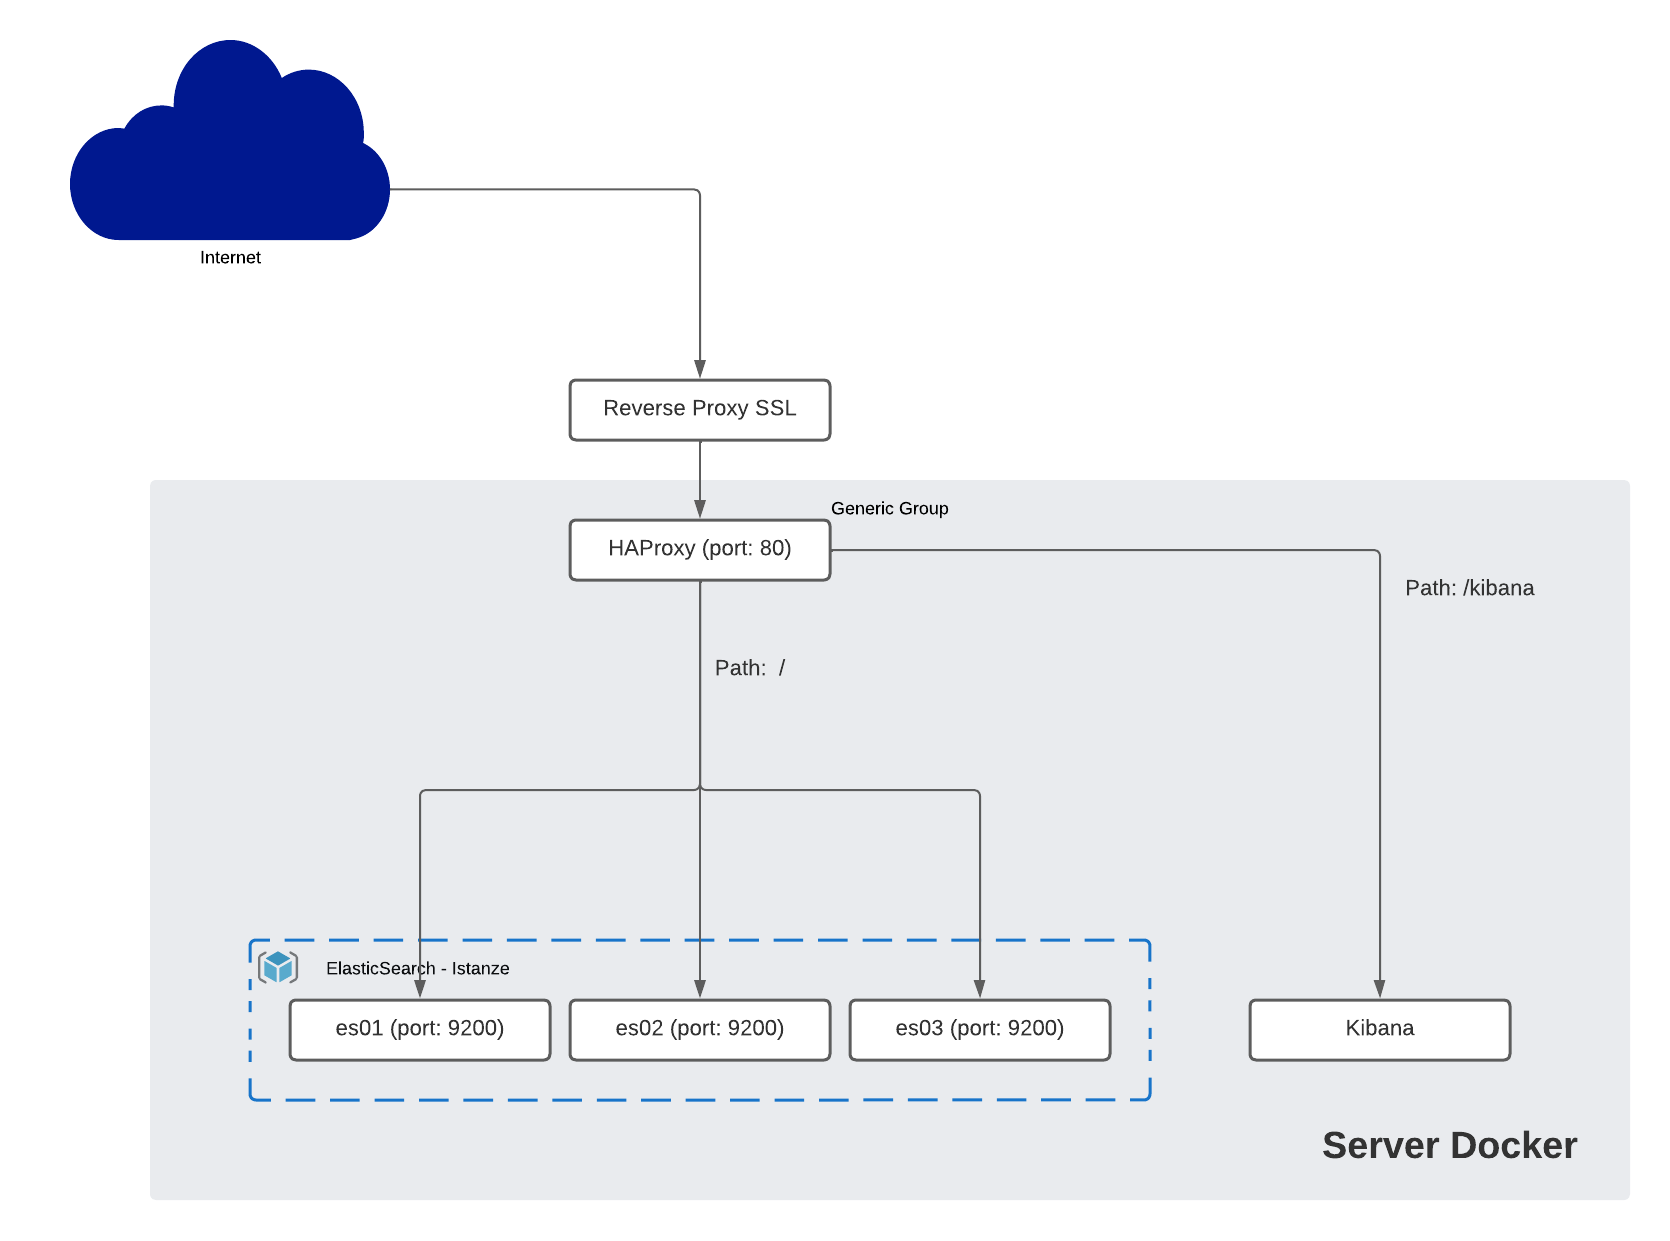 Internet
Reverse Proxy SSL
Generic Group
HAProxy (port: 80)
Path: /kibana
Path:  /
ElasticSearch - Istanze
es01 (port: 9200)
es02 (port: 9200)
es03 (port: 9200)
Kibana
Server Docker